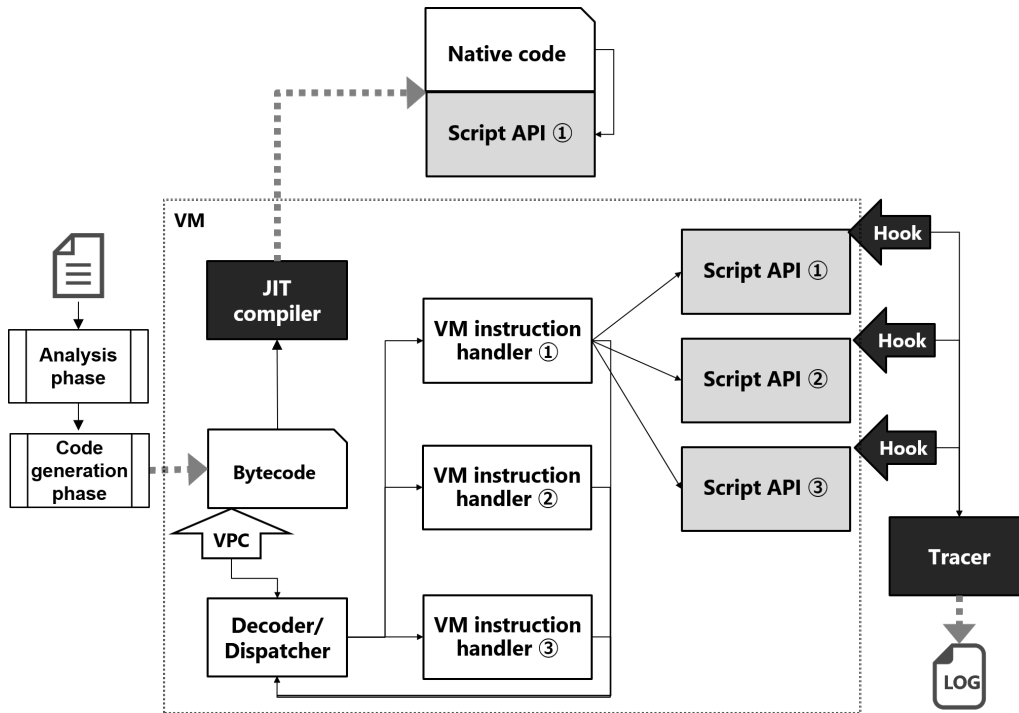 Native code
Script API ①
VM
Hook
Script API ①
JIT
compiler
VM instruction
handler ①
Hook
Script API ②
Analysis
phase
Hook
Code
generation
phase
Bytecode
VM instruction
handler ②
Script API ③
VPC
Tracer
Decoder/
Dispatcher
VM instruction
handler ③
LOG